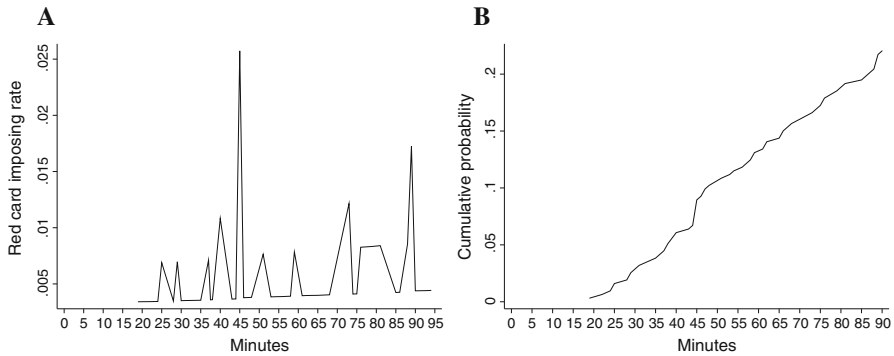 A
Red card imposing rate
.025
.02
.015
.01
.005
0 5 10 15 20 25 30 35 40 45 50 55 60 65 70 75 80 85 90 95
Minutes
B
Cumulative probability
.2
.15
.1
.05
0
0 5 10 15 20 25 30 35 40 45 50 55 60 65 70 75 80 85 90
Minutes